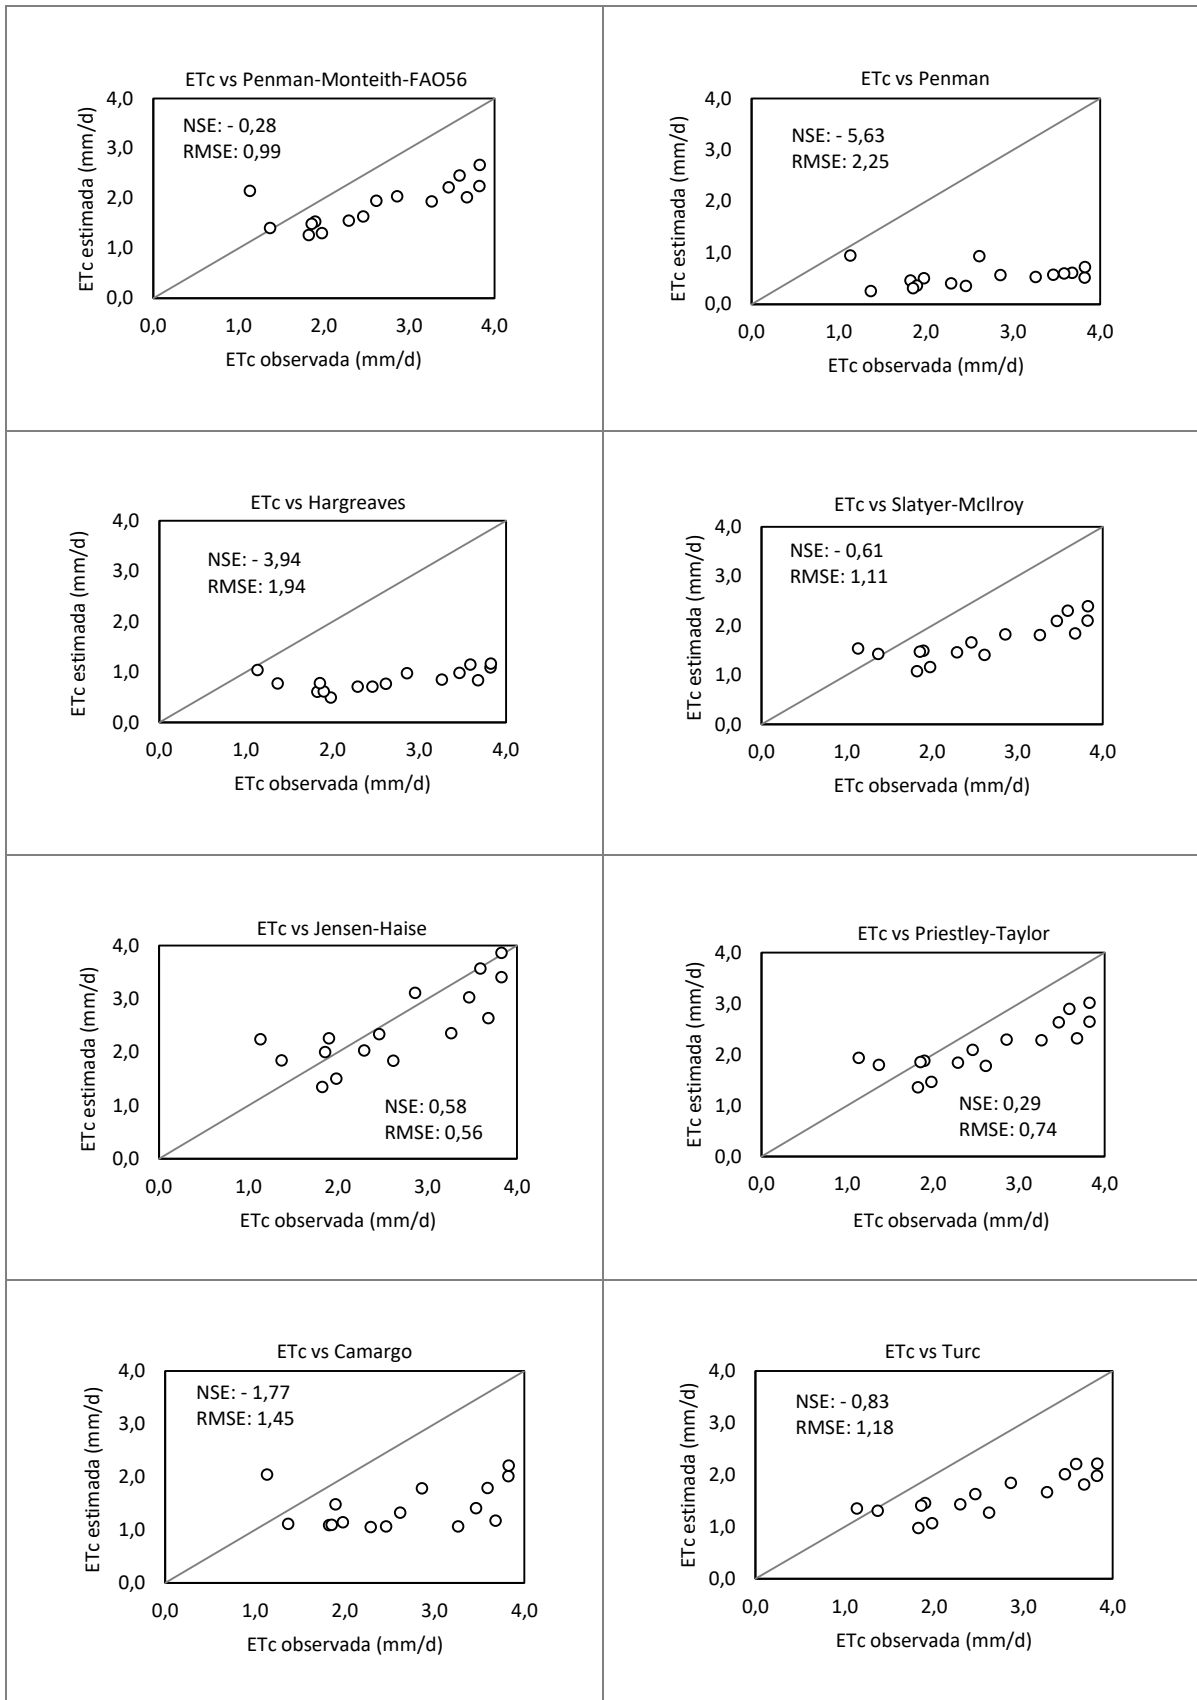 ETc vs Penman-Monteith-FAO56
4,0
3,0
2,0
1,0
0,0
NSE: - 0,28
RMSE: 0,99
ETc estimada (mm/d)
0,0 1,0 2,0 3,0 4,0
ETc observada (mm/d)
ETc vs Penman
4,0
3,0
2,0
1,0
0,0
NSE: - 5,63
RMSE: 2,25
ETc estimada (mm/d)
0,0 1,0 2,0 3,0 4,0
ETc observada (mm/d)
ETc vs Hargreaves
4,0
3,0
2,0
1,0
0,0
NSE: - 3,94
RMSE: 1,94
ETc estimada (mm/d)
0,0 1,0 2,0 3,0 4,0
ETc observada (mm/d)
ETc vs Slatyer-McIlroy
4,0
3,0
2,0
1,0
0,0
NSE: - 0,61
RMSE: 1,11
ETc estimada (mm/d)
0,0 1,0 2,0 3,0 4,0
ETc observada (mm/d)
ETc vs Jensen-Haise
4,0
3,0
2,0
1,0
0,0
NSE: 0,58
RMSE: 0,56
ETc estimada (mm/d)
0,0 1,0 2,0 3,0 4,0
ETc observada (mm/d)
ETc vs Priestley-Taylor
4,0
3,0
2,0
1,0
0,0
NSE: 0,29
RMSE: 0,74
ETc estimada (mm/d)
0,0 1,0 2,0 3,0 4,0
ETc observada (mm/d)
ETc vs Camargo
4,0
3,0
2,0
1,0
0,0
NSE: - 1,77
RMSE: 1,45
ETc estimada (mm/d)
0,0 1,0 2,0 3,0 4,0
ETc observada (mm/d)
ETc vs Turc
4,0
3,0
2,0
1,0
0,0
NSE: - 0,83
RMSE: 1,18
ETc estimada (mm/d)
0,0 1,0 2,0 3,0 4,0
ETc observada (mm/d)